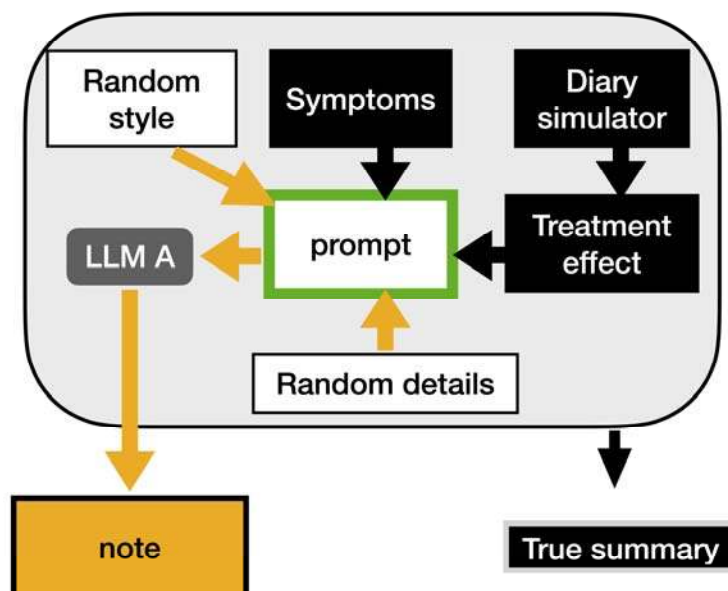 Random
style
Symptoms
Diary
simulator
LLM A
prompt
Treatment
effect
Random details
note
True summary